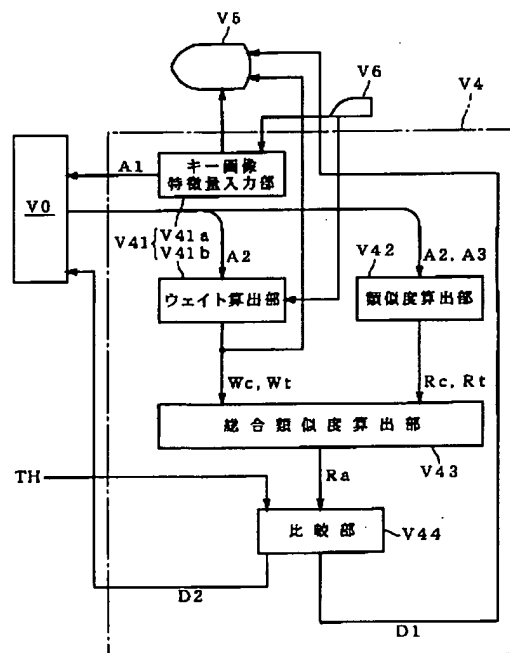 V5
V6
V4
キー画像
特徴量入力部
A1
V0
V41
V41a
V41b
A2
V42
A2, A3
ウェイト算出部
類似度算出部
Wc, Wt
Rc, Rt
総合類似度算出部
V43
TH
Ra
比較部
V44
D2
D1